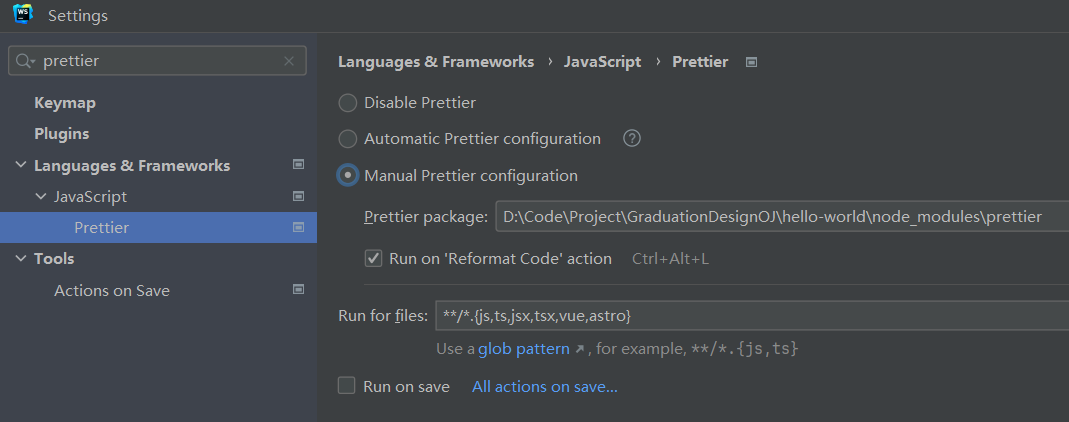 WS Settings
prettier
Keymap
Plugins
Languages & Frameworks
JavaScript
Prettier
Tools
Actions on Save
Languages & Frameworks › JavaScript › Prettier
Disable Prettier
Automatic Prettier configuration ?
Manual Prettier configuration
Prettier package: D:\Code\Project\GraduationDesignOJ\hello-world\node_modules\prettier
Run on 'Reformat Code' action Ctrl+Alt+L
Run for files: **/*.{js,ts,jsx,tsx,vue,astro}
Use a glob pattern ↗, for example, **/*.{js,ts}
Run on save All actions on save...